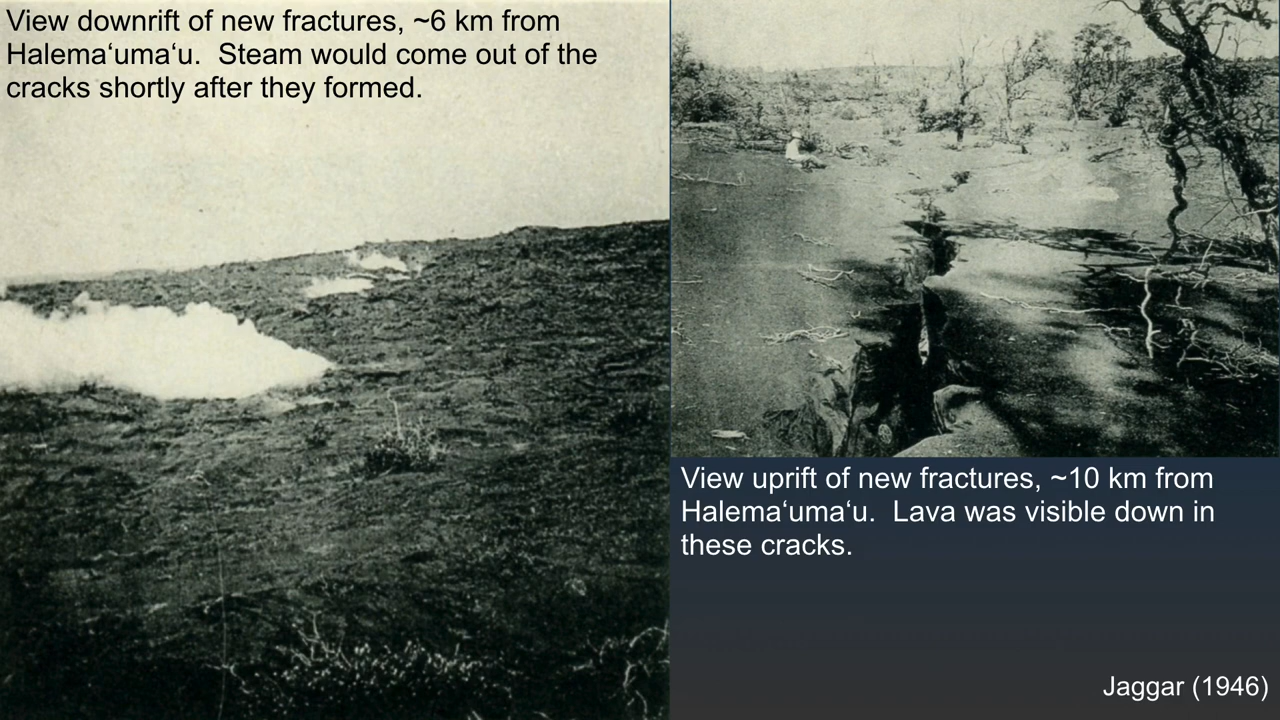 View downrift of new fractures, ~6 km from
Halemaʻumaʻu.  Steam would come out of the
cracks shortly after they formed.
View uprift of new fractures, ~10 km from
Halemaʻumaʻu.  Lava was visible down in
these cracks.
Jaggar (1946)